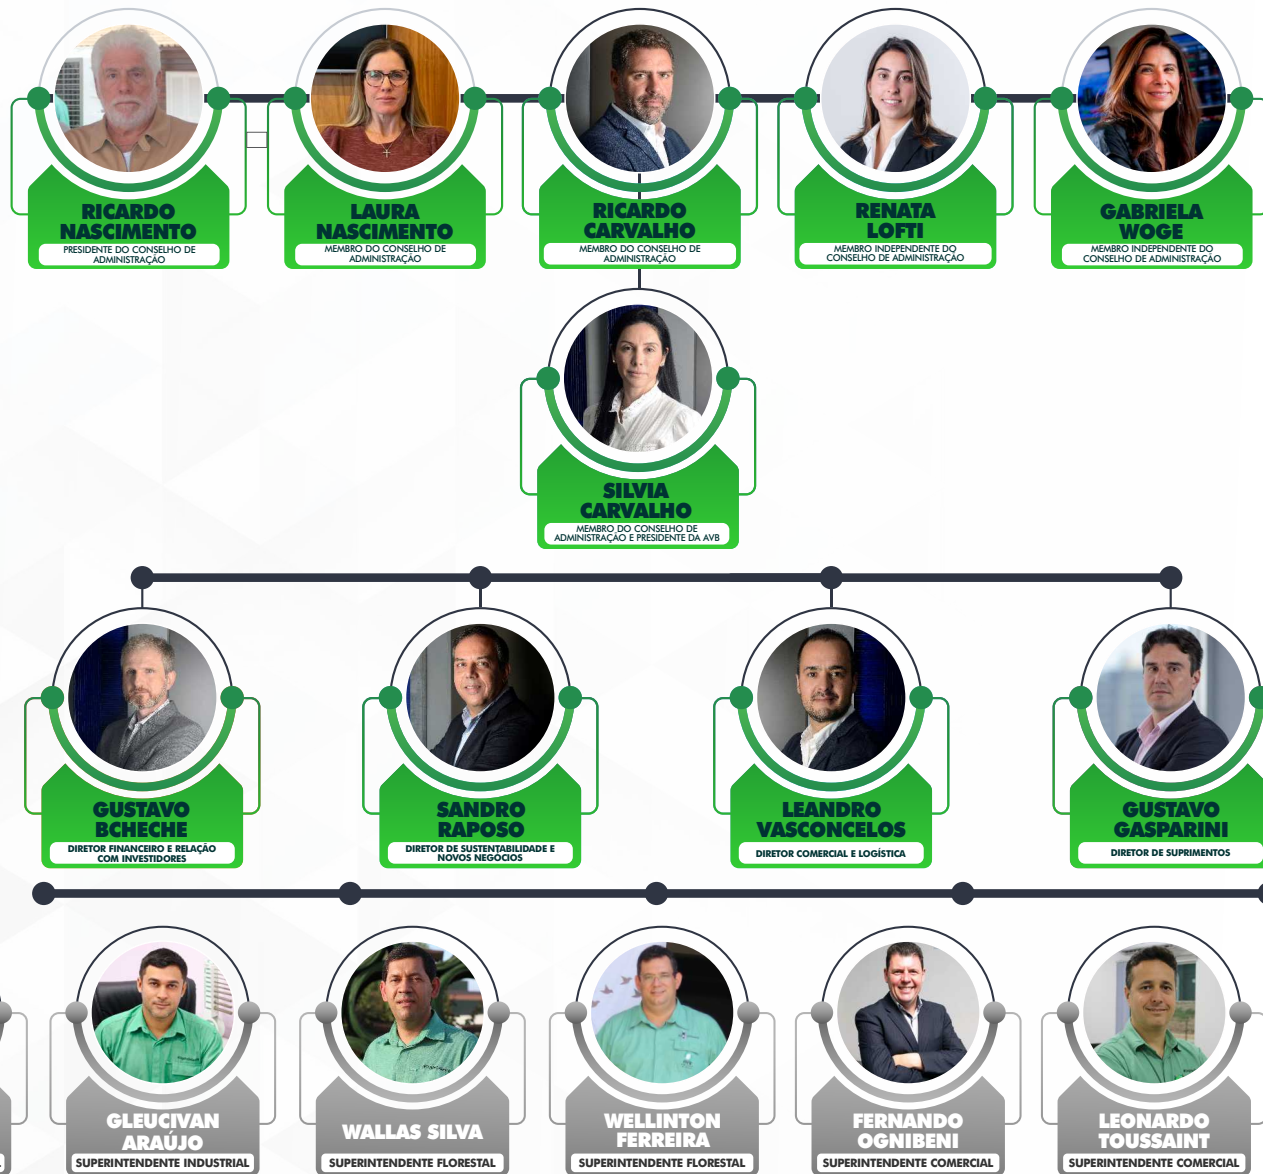 RICARDO
NASCIMENTO
PRESIDENTE DO CONSELHO DE
ADMINISTRAÇÃO
LAURA
NASCIMENTO
MEMBRO DO CONSELHO DE
ADMINISTRAÇÃO
RICARDO
CARVALHO
MEMBRO DO CONSELHO DE
ADMINISTRAÇÃO
RENATA
LOFTI
MEMBRO INDEPENDENTE DO
CONSELHO DE ADMINISTRAÇÃO
GABRIELA
WOGE
MEMBRO INDEPENDENTE DO
CONSELHO DE ADMINISTRAÇÃO
SILVIA
CARVALHO
MEMBRO DO CONSELHO DE
ADMINISTRAÇÃO E PRESIDENTE DA AVB
GUSTAVO
BCHECHE
DIRETOR FINANCEIRO E RELAÇÃO
COM INVESTIDORES
SANDRO
RAPOSO
DIRETOR DE SUSTENTABILIDADE E
NOVOS NEGÓCIOS
LEANDRO
VASCONCELOS
DIRETOR COMERCIAL E LOGÍSTICA
GUSTAVO
GASPARINI
DIRETOR DE SUPRIMENTOS
GLEUCIVAN
ARAÚJO
SUPERINTENDENTE INDUSTRIAL
WALLAS SILVA
SUPERINTENDENTE FLORESTAL
WELLINTON
FERREIRA
SUPERINTENDENTE FLORESTAL
FERNANDO
OGNIBENI
SUPERINTENDENTE COMERCIAL
LEONARDO
TOUSSAINT
SUPERINTENDENTE COMERCIAL